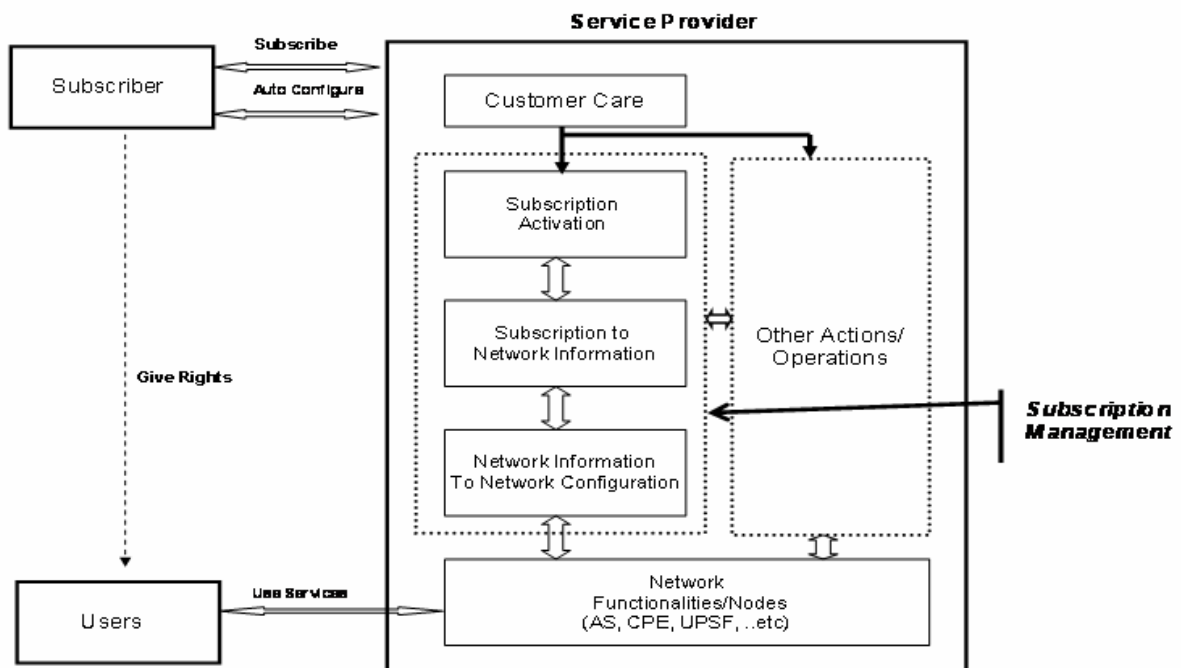 Service Provider
Subscribe
Subscriber
Auto Configure
Customer Care
Subscription
Activation
Subscription to
Network Information
Other Actions/
Operations
Give Rights
Subscription
Management
Network Information
To Network Configuration
Network
Functionalities/Nodes
(AS, CPE, UPSF, ..etc)
Use Services
Users